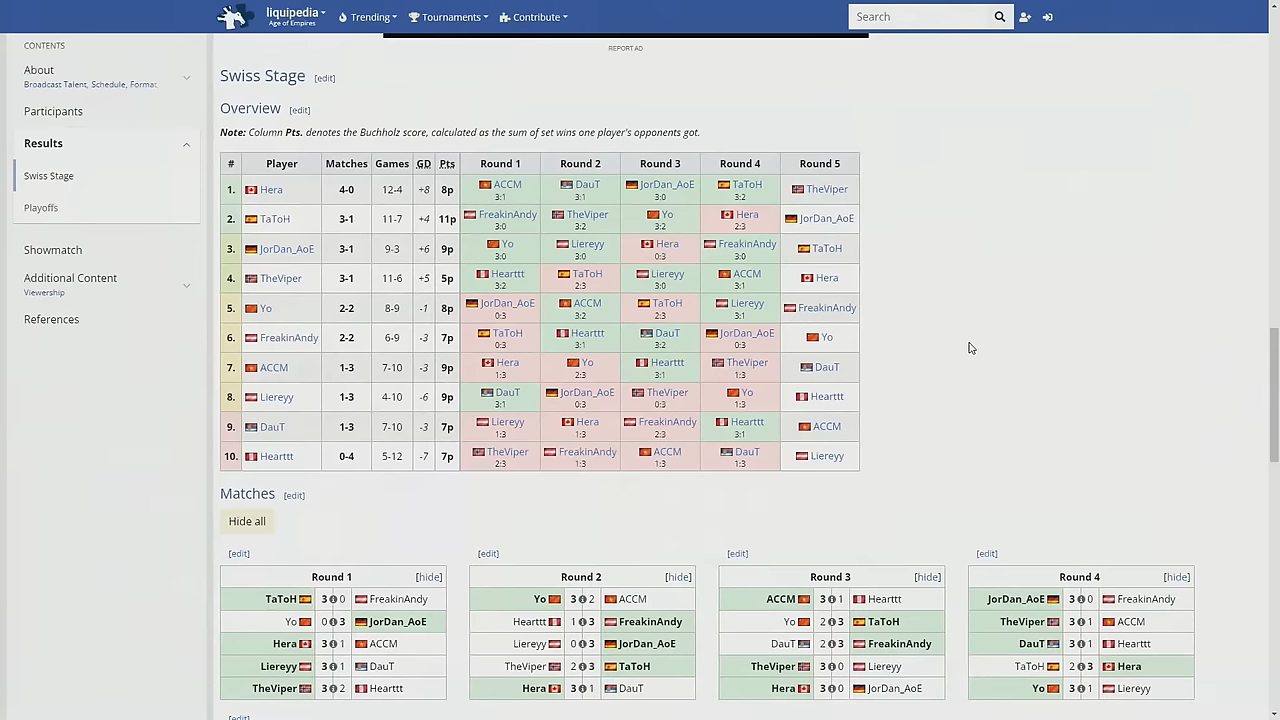 liquipedia
Age of Empires
Trending
Tournaments
Contribute
Search
CONTENTS
About
Broadcast Talent, Schedule, Format,
Participants
Results
Swiss Stage
Playoffs
Showmatch
Additional Content
Viewership
References
REPORT AD
Swiss Stage [edit]
Overview [edit]
Note: Column Pts. denotes the Buchholz score, calculated as the sum of set wins one player's opponents got.
# Player Matches Games GD Pts Round 1 Round 2 Round 3 Round 4 Round 5
1. Hera 4-0 12-4 +8 8p ACCM 3:1 DauT 3:1 JorDan_AoE 3:0 TaToH 3:2 TheViper
2. TaToH 3-1 11-7 +4 11p FreakinAndy 3:0 TheViper 3:2 Yo 3:2 Hera 2:3 JorDan_AoE
3. JorDan_AoE 3-1 9-3 +6 9p Yo 3:0 Liereyy 3:0 Hera 0:3 FreakinAndy 3:0 TaToH
4. TheViper 3-1 11-6 +5 5p Hearttt 3:2 TaToH 2:3 Liereyy 3:0 ACCM 3:1 Hera
5. Yo 2-2 8-9 -1 8p JorDan_AoE 0:3 ACCM 3:2 TaToH 2:3 Liereyy 3:1 FreakinAndy
6. FreakinAndy 2-2 6-9 -3 7p TaToH 0:3 Hearttt 3:1 DauT 3:2 JorDan_AoE 0:3 Yo
7. ACCM 1-3 7-10 -3 9p Hera 1:3 Yo 2:3 Hearttt 3:1 TheViper 1:3 DauT
8. Liereyy 1-3 4-10 -6 9p DauT 3:1 JorDan_AoE 0:3 TheViper 0:3 Yo 1:3 Hearttt
9. DauT 1-3 7-10 -3 7p Liereyy 1:3 Hera 1:3 FreakinAndy 2:3 Hearttt 3:1 ACCM
10. Hearttt 0-4 5-12 -7 7p TheViper 2:3 FreakinAndy 1:3 ACCM 1:3 DauT 1:3 Liereyy
Matches [edit]
Hide all
[edit]
Round 1 [hide]
TaToH 3 0 FreakinAndy
Yo 0 3 JorDan_AoE
Hera 3 1 ACCM
Liereyy 3 1 DauT
TheViper 3 2 Hearttt
[edit]
Round 2 [hide]
Yo 3 2 ACCM
Hearttt 1 3 FreakinAndy
Liereyy 0 3 JorDan_AoE
TheViper 2 3 TaToH
Hera 3 1 DauT
[edit]
Round 3 [hide]
ACCM 3 1 Hearttt
Yo 2 3 TaToH
DauT 2 3 FreakinAndy
TheViper 3 0 Liereyy
Hera 3 0 JorDan_AoE
[edit]
Round 4 [hide]
JorDan_AoE 3 0 FreakinAndy
TheViper 3 1 ACCM
DauT 3 1 Hearttt
TaToH 2 3 Hera
Yo 3 1 Liereyy
[edit]